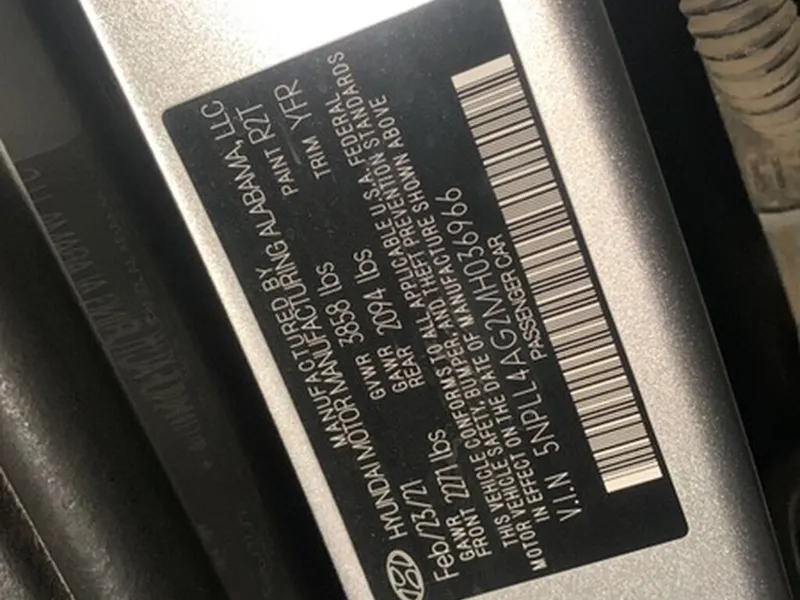 MANUFACTURED BY
HYUNDAI MOTOR MANUFACTURING ALABAMA, LLC
Feb/23/21 GVWR 3858 lbs PAINT R2T
GAWR FRONT 2271 lbs GAWR REAR 2094 lbs TRIM YFR
THIS VEHICLE CONFORMS TO ALL APPLICABLE U.S.A. FEDERAL
MOTOR VEHICLE SAFETY, BUMPER, AND THEFT PREVENTION STANDARDS
IN EFFECT ON THE DATE OF MANUFACTURE SHOWN ABOVE
V.I.N 5NPLL4AG2MH036966
PASSENGER CAR